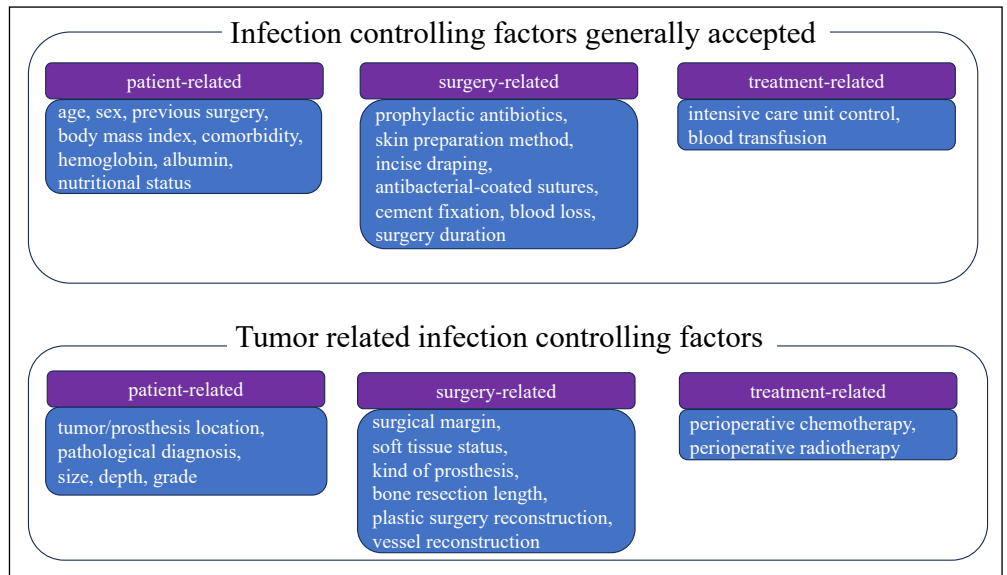 Infection controlling factors generally accepted
patient-related
age, sex, previous surgery,
body mass index, comorbidity,
hemoglobin, albumin,
nutritional status
surgery-related
prophylactic antibiotics,
skin preparation method,
incise draping,
antibacterial-coated sutures,
cement fixation, blood loss,
surgery duration
treatment-related
intensive care unit control,
blood transfusion
Tumor related infection controlling factors
patient-related
tumor/prosthesis location,
pathological diagnosis,
size, depth, grade
surgery-related
surgical margin,
soft tissue status,
kind of prosthesis,
bone resection length,
plastic surgery reconstruction,
vessel reconstruction
treatment-related
perioperative chemotherapy,
perioperative radiotherapy